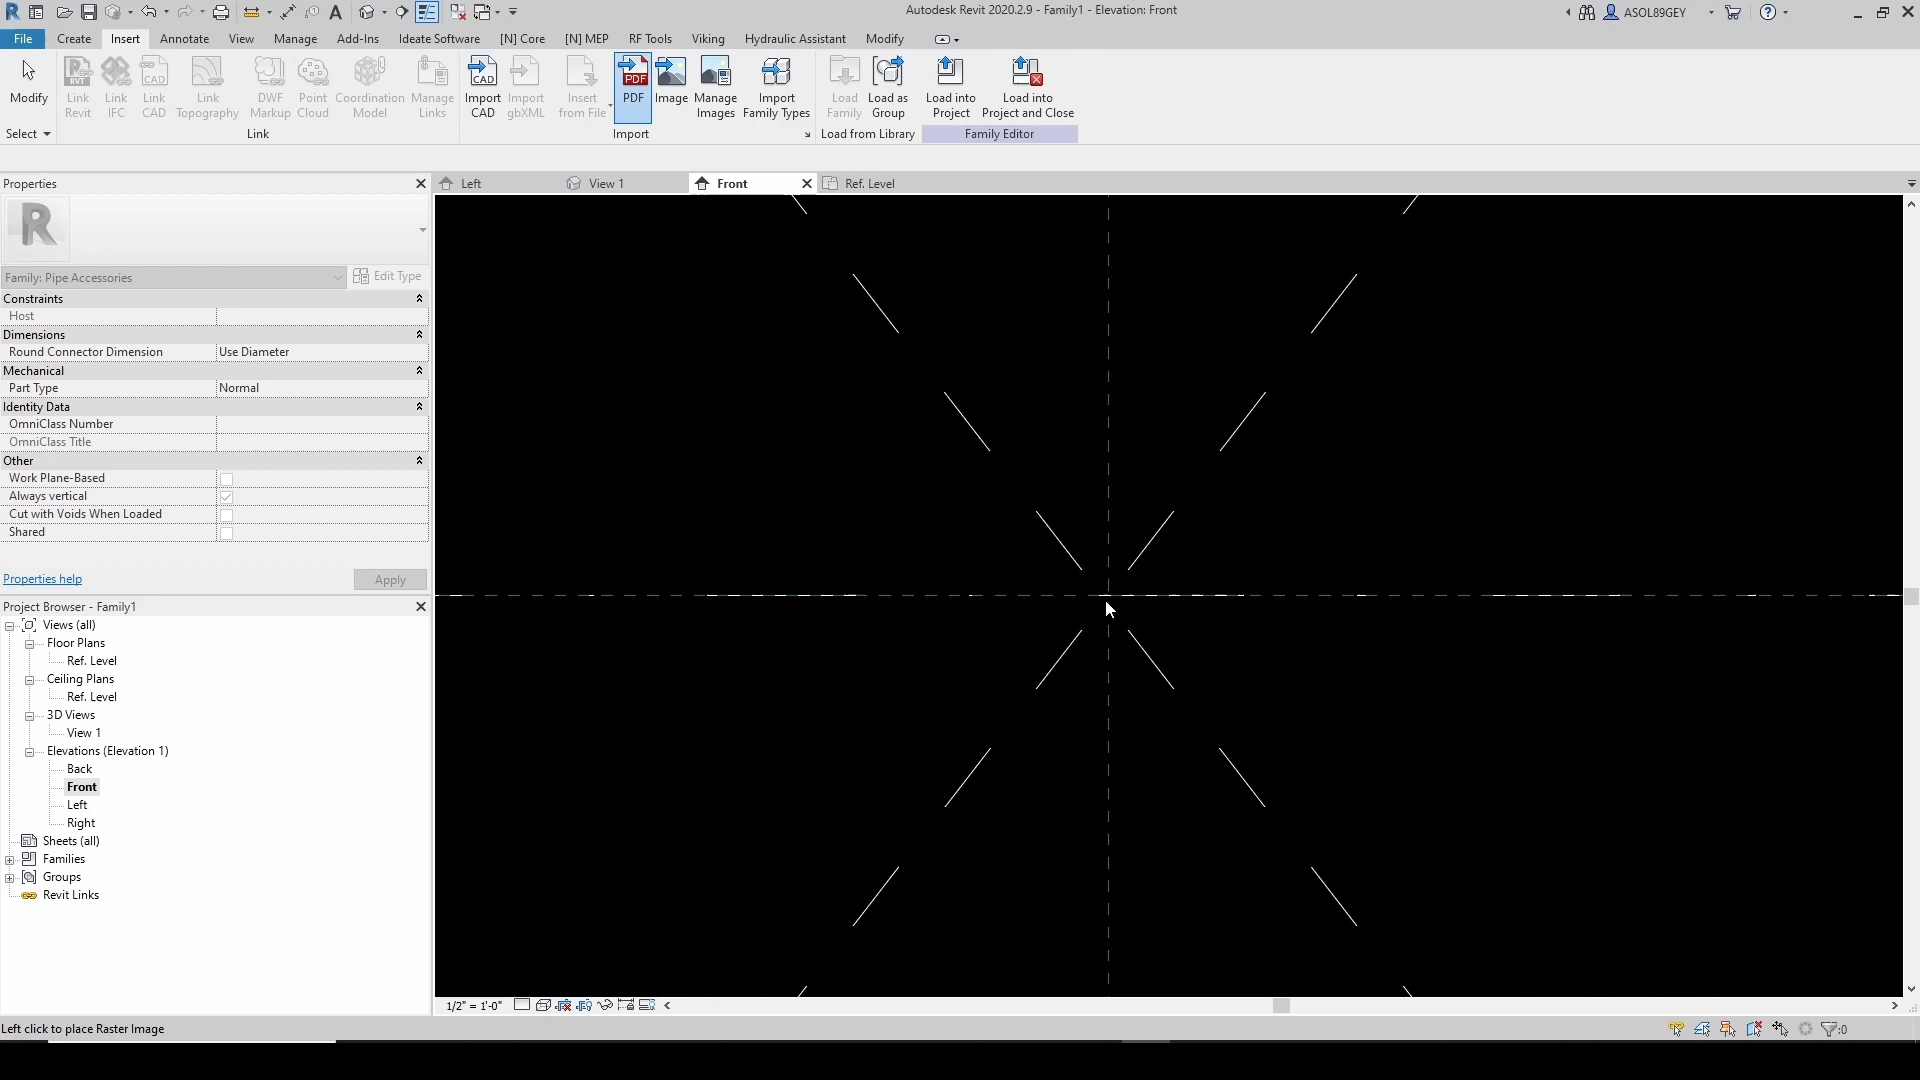 Autodesk Revit 2020.2.9 - Family1 - Elevation: Front
ASOL89GEY
File Create Insert Annotate View Manage Add-Ins Ideate Software [N] Core [N] MEP RF Tools Viking Hydraulic Assistant Modify
Modify
Link Revit
Link IFC
Link CAD
Link Topography
DWF Markup
Point Cloud
Coordination Model
Manage Links
Import CAD
Import gbXML
Insert from File
PDF
Image
Manage Images
Import Family Types
Load Family
Load as Group
Load into Project
Load into Project and Close
Select
Link
Import
Load from Library
Family Editor
Properties
Left
View 1
Front
Ref. Level
Family: Pipe Accessories
Edit Type
Constraints
Host
Dimensions
Round Connector Dimension Use Diameter
Mechanical
Part Type Normal
Identity Data
OmniClass Number
OmniClass Title
Other
Work Plane-Based
Always vertical
Cut with Voids When Loaded
Shared
Properties help
Apply
Project Browser - Family1
Views (all)
Floor Plans
Ref. Level
Ceiling Plans
Ref. Level
3D Views
View 1
Elevations (Elevation 1)
Back
Front
Left
Right
Sheets (all)
Families
Groups
Revit Links
1/2" = 1'-0"
Left click to place Raster Image
:0